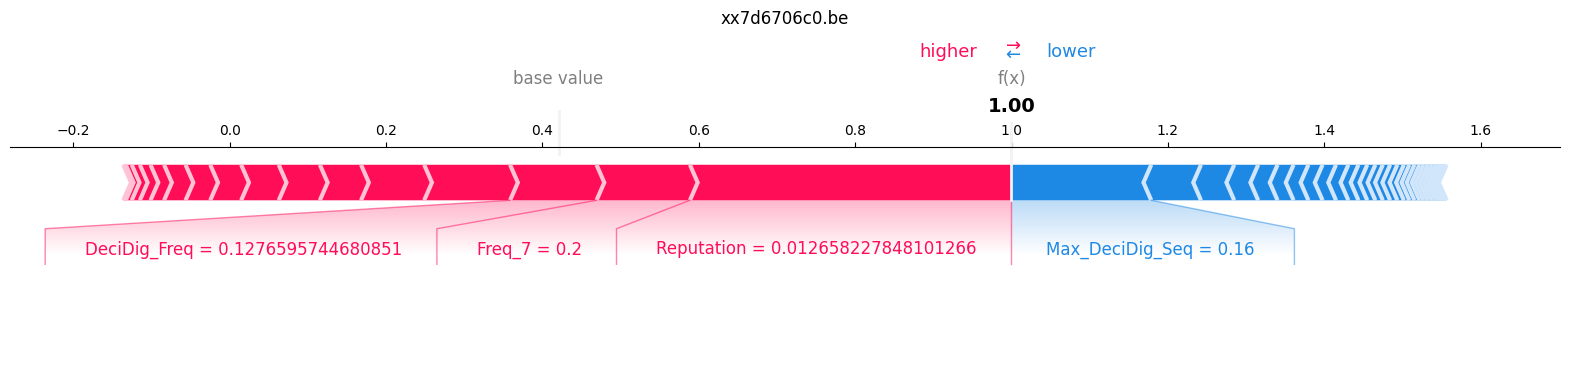 xx7d6706c0.be
higher ⇄ lower
base value f(x)
1.00
−0.2 0.0 0.2 0.4 0.6 0.8 1.0 1.2 1.4 1.6
DeciDig_Freq = 0.1276595744680851 Freq_7 = 0.2 Reputation = 0.012658227848101266 Max_DeciDig_Seq = 0.16